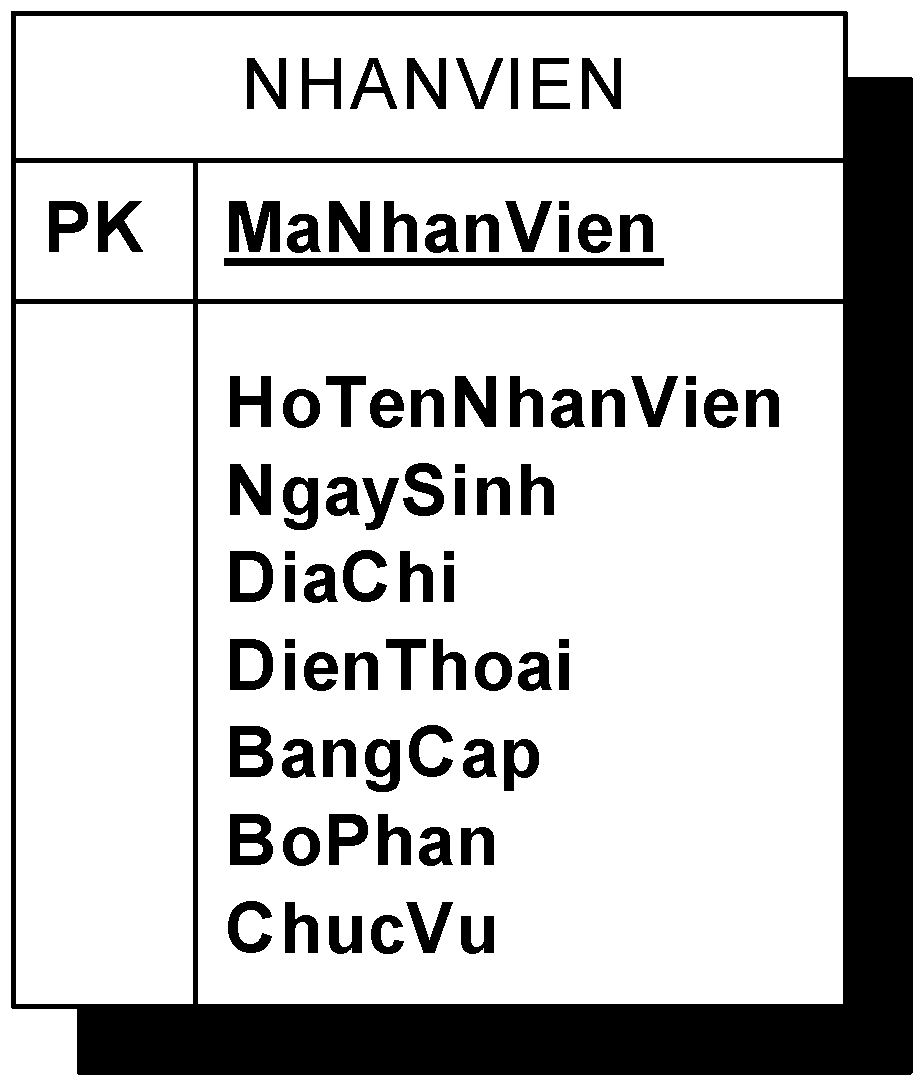 NHANVIEN
PK MaNhanVien
HoTenNhanVien
NgaySinh
DiaChi
DienThoai
BangCap
BoPhan
ChucVu